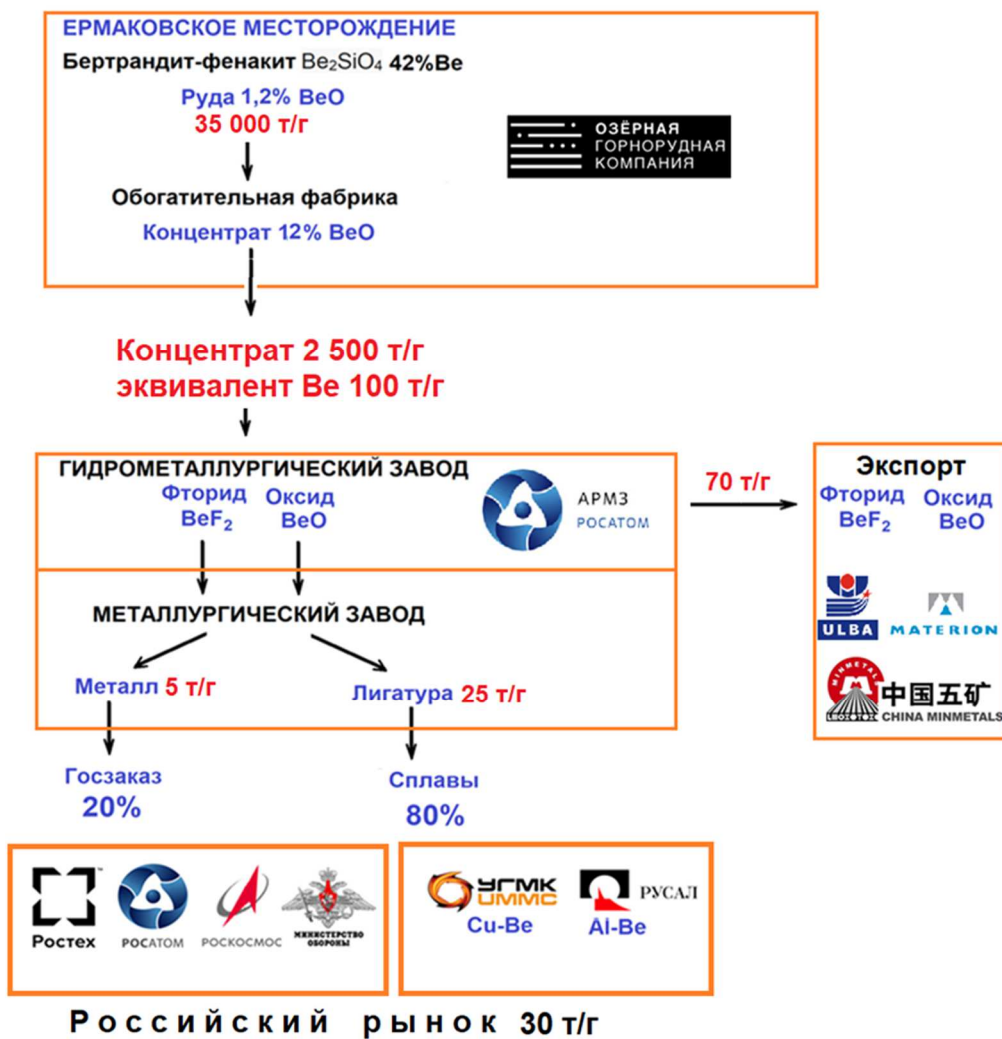 ЕРМАКОВСКОЕ МЕСТОРОЖДЕНИЕ
Бертрандит-фенакит Be₂SiO₄ 42%Be
Руда 1,2% BeO
35 000 т/г
ОЗЁРНАЯ
ГОРНОРУДНАЯ
КОМПАНИЯ
Обогатительная фабрика
Концентрат 12% BeO
Концентрат 2 500 т/г
эквивалент Be 100 т/г
ГИДРОМЕТАЛЛУРГИЧЕСКИЙ ЗАВОД
Фторид
BeF₂
Оксид
BeO
АРМЗ
РОСАТОМ
70 т/г
Экспорт
Фторид
BeF₂
Оксид
BeO
ULBA
MATERION
MINMETALS
中国五矿
CHINA MINMETALS
МЕТАЛЛУРГИЧЕСКИЙ ЗАВОД
Металл 5 т/г
Лигатура 25 т/г
Госзаказ
20%
Сплавы
80%
Ростех
РОСАТОМ
РОСКОСМОС
МИНИСТЕРСТВО
ОБОРОНЫ
УГМК
UMMC
Cu-Be
РУСАЛ
Al-Be
Российский рынок 30 т/г